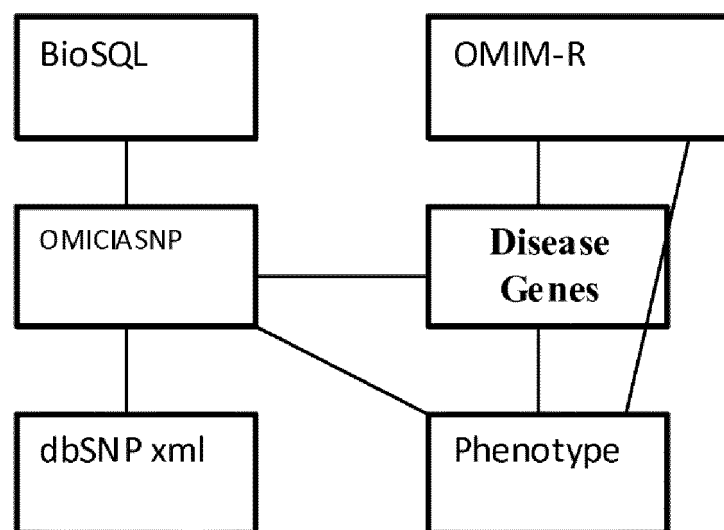 BioSQL
OMIM-R
OMICIASNP
Disease
Genes
dbSNP xml
Phenotype